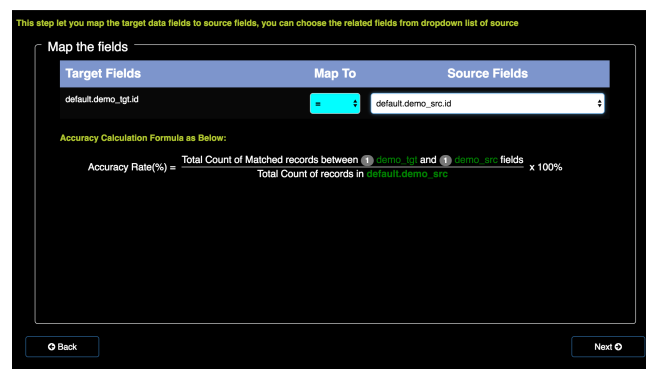 This step let you map the target data fields to source fields, you can choose the related fields from dropdown list of source
Map the fields
Target Fields Map To Source Fields
default.demo_tgt.id = default.demo_src.id
Accuracy Calculation Formula as Below:
Accuracy Rate(%) = Total Count of Matched records between 1 demo_tgt and 1 demo_src fields
Total Count of records in default.demo_src x 100%
Back Next